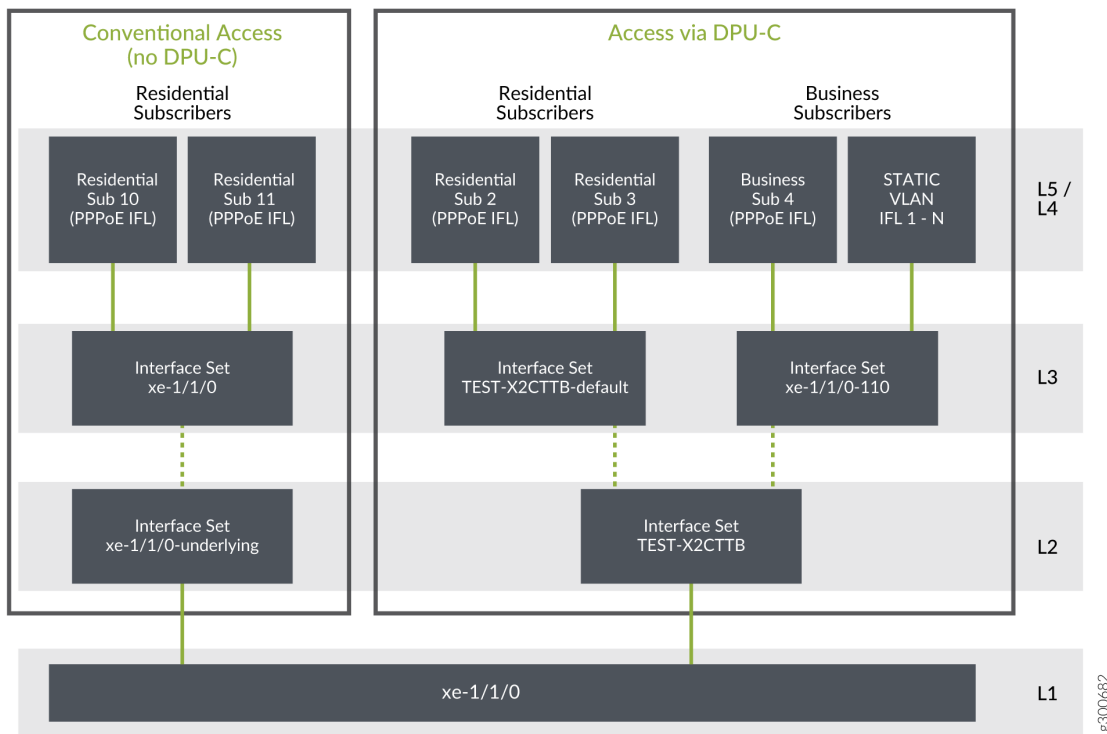 Conventional Access
(no DPU-C)
Access via DPU-C
Residential
Subscribers
Residential
Subscribers
Business
Subscribers
Residential
Sub 10
(PPPoE IFL)
Residential
Sub 11
(PPPoE IFL)
Residential
Sub 2
(PPPoE IFL)
Residential
Sub 3
(PPPoE IFL)
Business
Sub 4
(PPPoE IFL)
STATIC
VLAN
IFL 1 - N
L5 /
L4
Interface Set
xe-1/1/0
Interface Set
TEST-X2CTTB-default
Interface Set
xe-1/1/0-110
L3
Interface Set
xe-1/1/0-underlying
Interface Set
TEST-X2CTTB
L2
xe-1/1/0
L1
g300682